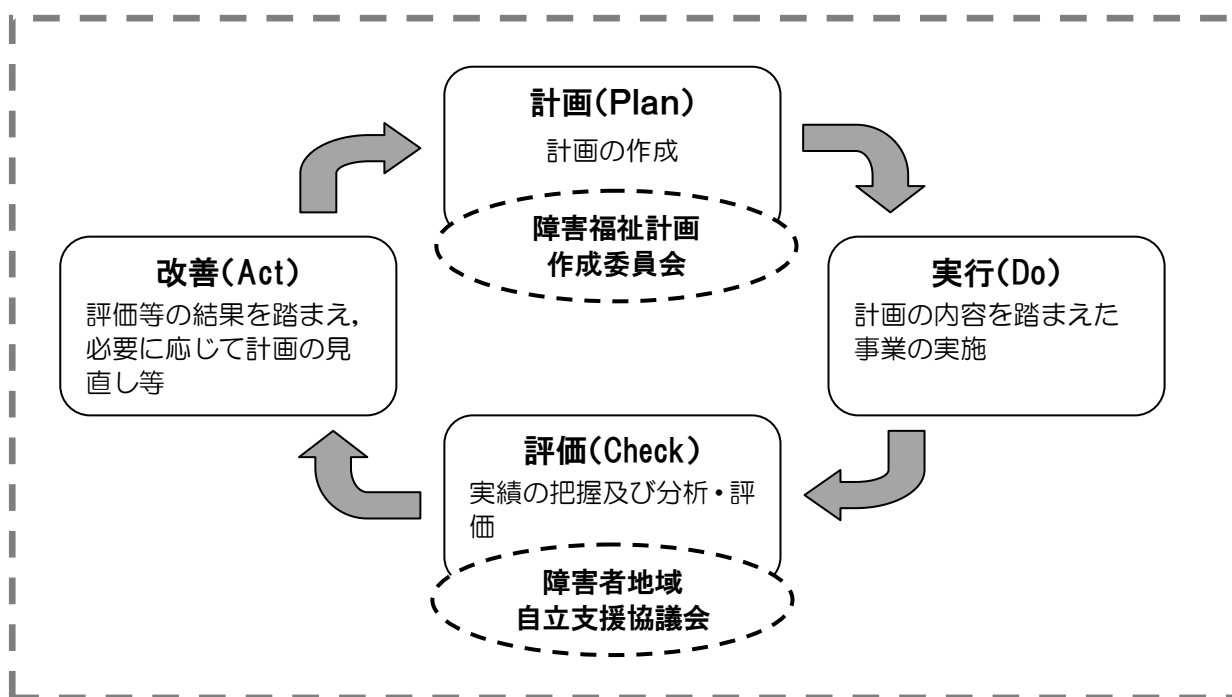 計画(Plan)
計画の作成
障害福祉計画
作成委員会
改善(Act)
評価等の結果を踏まえ,
必要に応じて計画の見
直し等
実行(Do)
計画の内容を踏まえた
事業の実施
評価(Check)
実績の把握及び分析・評
価
障害者地域
自立支援協議会